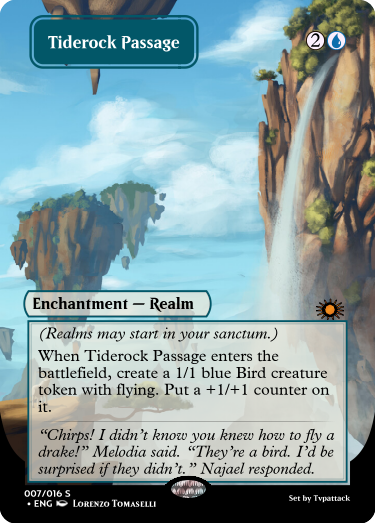 Tiderock Passage
2
Enchantment — Realm
(Realms may start in your sanctum.)
When Tiderock Passage enters the
battlefield, create a 1/1 blue Bird creature
token with flying. Put a +1/+1 counter on
it.
“Chirps! I didn’t know you knew how to fly a
drake!” Melodia said. “They’re a bird. I’d be
surprised if they didn’t.” Najael responded.
007/016 S
• ENG Lorenzo Tomaselli
Set by Tvpattack